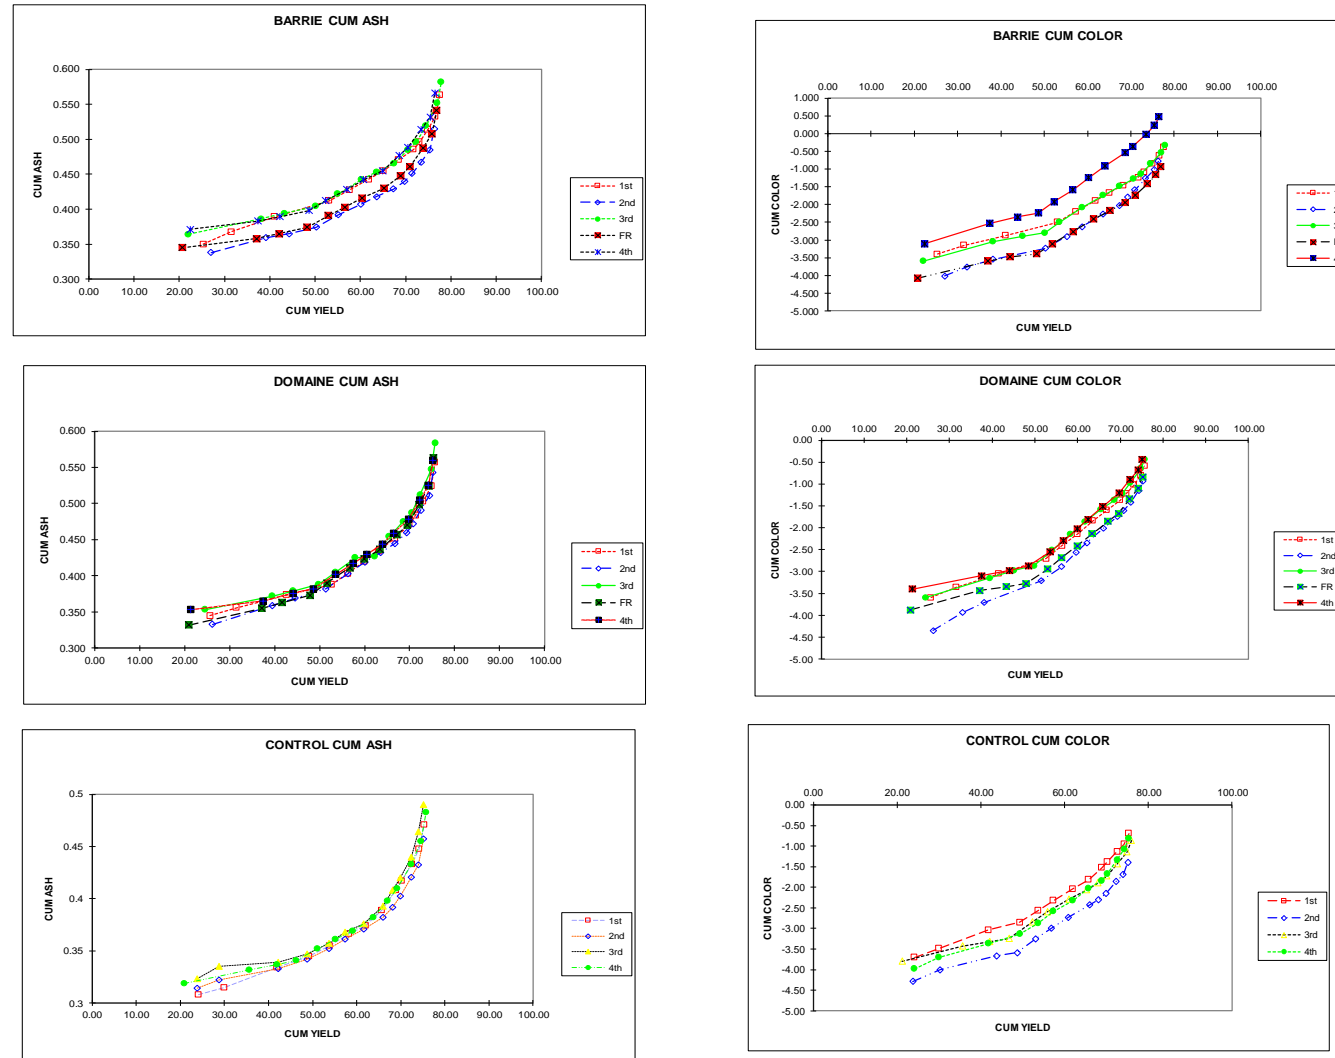 BARRIE CUM ASH
CUM ASH
0.600
0.550
0.500
0.450
0.400
0.350
0.300
0.00 10.00 20.00 30.00 40.00 50.00 60.00 70.00 80.00 90.00 100.00
CUM YIELD
1st
2nd
3rd
FR
4th
BARRIE CUM COLOR
0.00 10.00 20.00 30.00 40.00 50.00 60.00 70.00 80.00 90.00 100.00
CUM COLOR
1.000
0.500
0.000
-0.500
-1.000
-1.500
-2.000
-2.500
-3.000
-3.500
-4.000
-4.500
-5.000
CUM YIELD
DOMAINE CUM ASH
CUM ASH
0.600
0.550
0.500
0.450
0.400
0.350
0.300
0.00 10.00 20.00 30.00 40.00 50.00 60.00 70.00 80.00 90.00 100.00
CUM YIELD
1st
2nd
3rd
FR
4th
DOMAINE CUM COLOR
0.00 10.00 20.00 30.00 40.00 50.00 60.00 70.00 80.00 90.00 100.00
CUM COLOR
0.00
-0.50
-1.00
-1.50
-2.00
-2.50
-3.00
-3.50
-4.00
-4.50
-5.00
CUM YIELD
1st
2nd
3rd
FR
4th
CONTROL CUM ASH
CUM ASH
0.5
0.45
0.4
0.35
0.3
0.00 10.00 20.00 30.00 40.00 50.00 60.00 70.00 80.00 90.00 100.00
CUM YIELD
1st
2nd
3rd
4th
CONTROL CUM COLOR
0.00 20.00 40.00 60.00 80.00 100.00
CUM COLOR
0.00
-0.50
-1.00
-1.50
-2.00
-2.50
-3.00
-3.50
-4.00
-4.50
-5.00
CUM YIELD
1st
2nd
3rd
4th